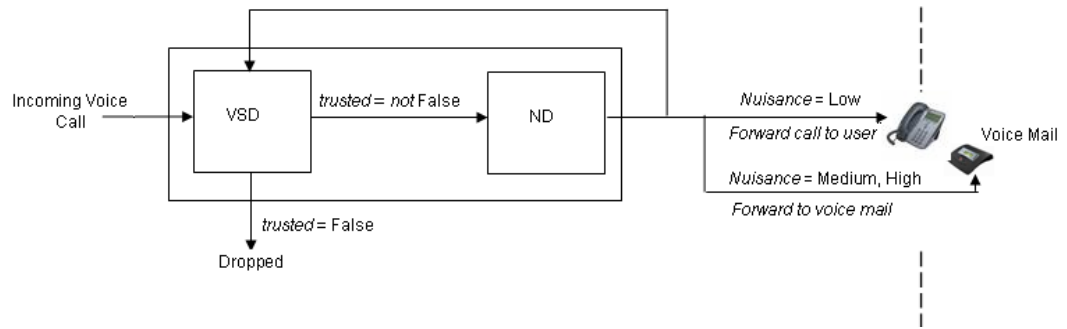 Incoming Voice
Call
VSD
trusted = not False
ND
Nuisance = Low
Forward call to user
Voice Mail
Nuisance = Medium, High
Forward to voice mail
trusted = False
Dropped